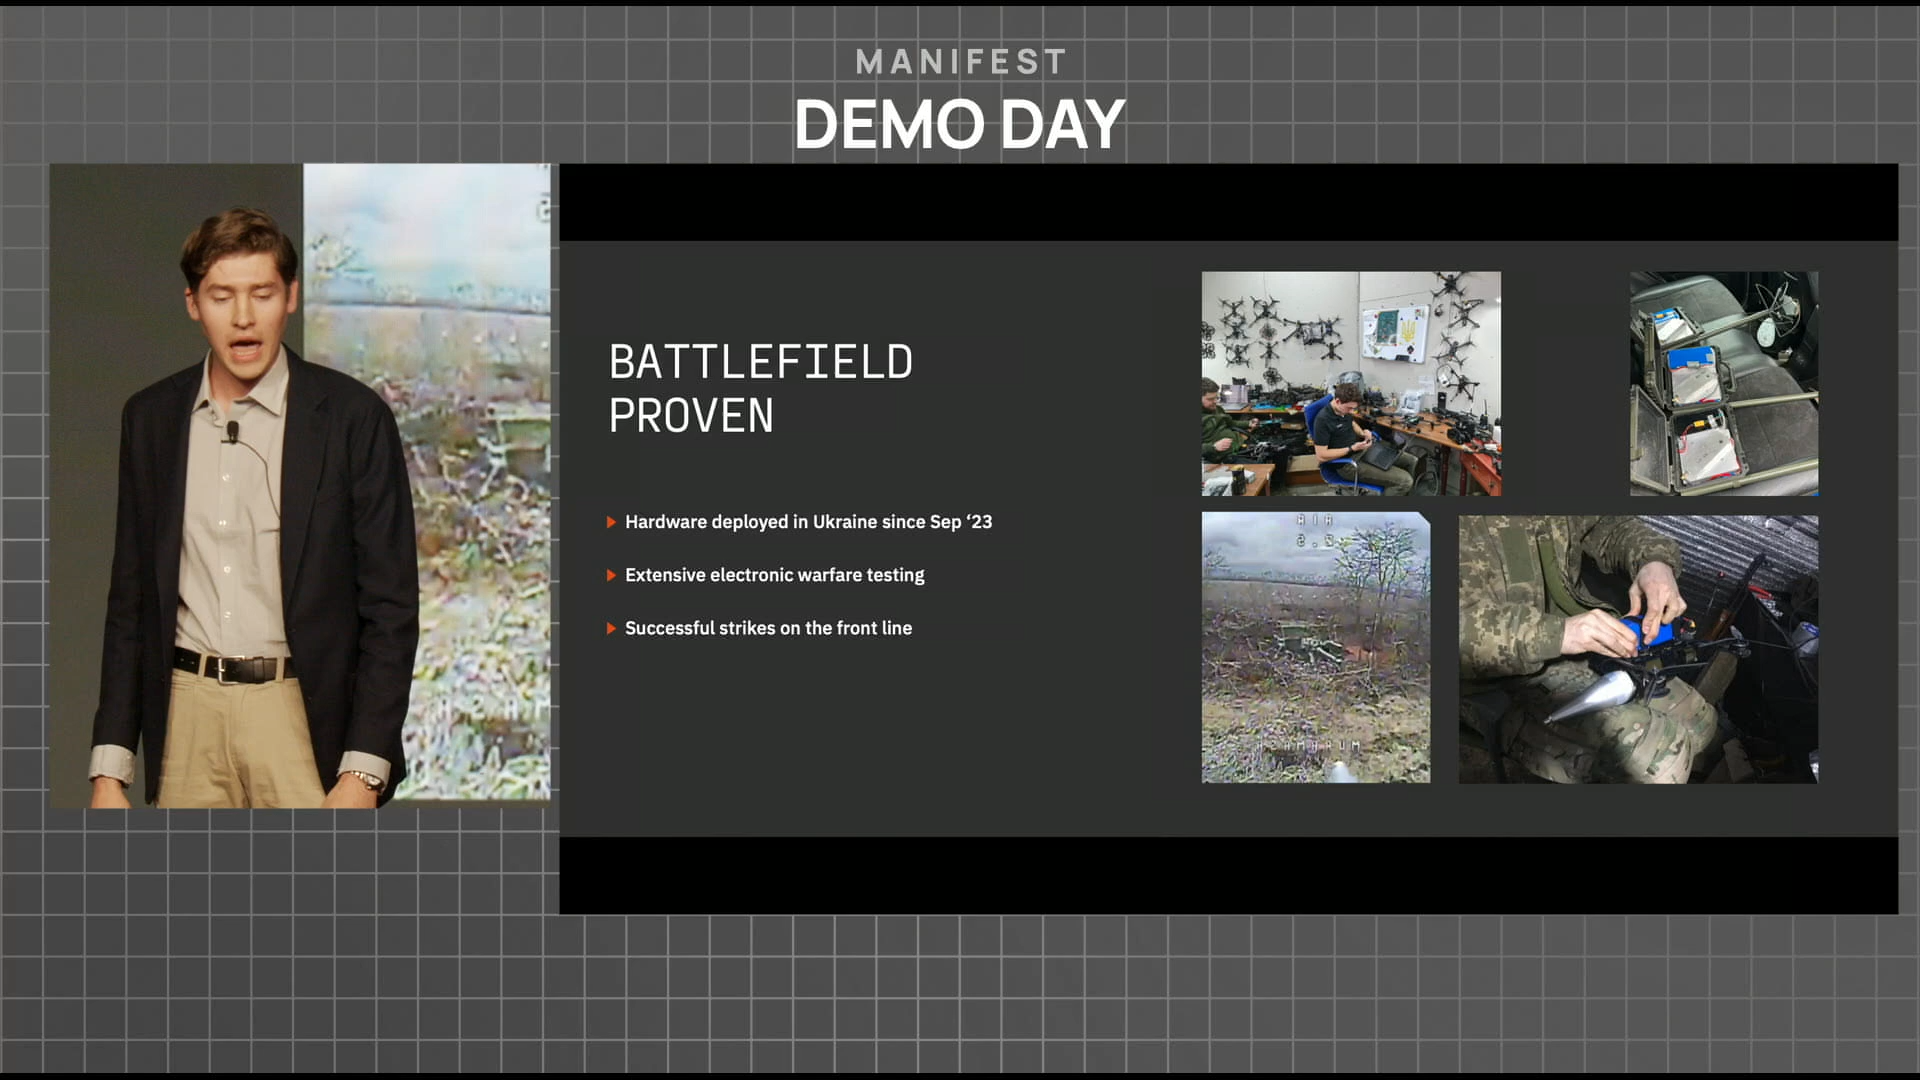 MANIFEST
DEMO DAY
BATTLEFIELD
PROVEN
Hardware deployed in Ukraine since Sep ‘23
Extensive electronic warfare testing
Successful strikes on the front line